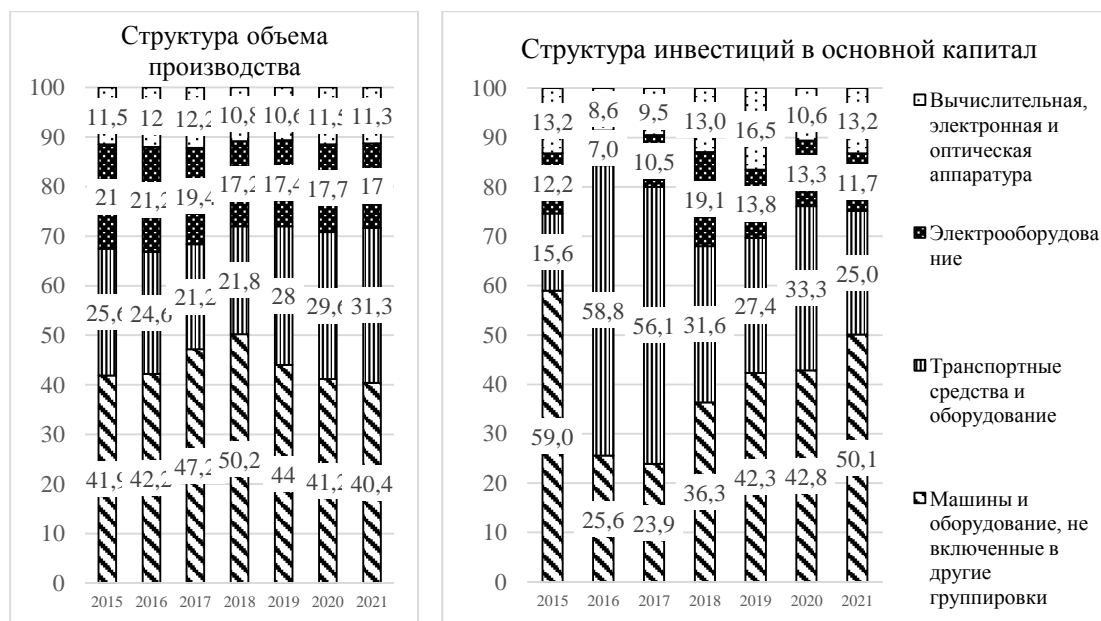 Структура объема
производства
100
90
80
70
60
50
40
30
20
10
0
11,5 12 12,2 10,8 10,6 11,5 11,3
21 21,2 19,4 17,2 17,4 17,7 17
25,6 24,6 21,2 21,8 28 29,6 31,3
41,9 42,2 47,2 50,2 44 41,2 40,4
2015 2016 2017 2018 2019 2020 2021
Структура инвестиций в основной капитал
100
90
80
70
60
50
40
30
20
10
0
13,2 8,6 9,5 13,0 16,5 10,6 13,2
12,2 7,0 10,5 19,1 13,8 13,3 11,7
15,6 58,8 56,1 31,6 27,4 33,3 25,0
59,0 25,6 23,9 36,3 42,3 42,8 50,1
2015 2016 2017 2018 2019 2020 2021
Вычислительная,
электронная и
оптическая
аппаратура
Электрооборудова
ние
Транспортные
средства и
оборудование
Машины и
оборудование, не
включенные в
другие
группировки